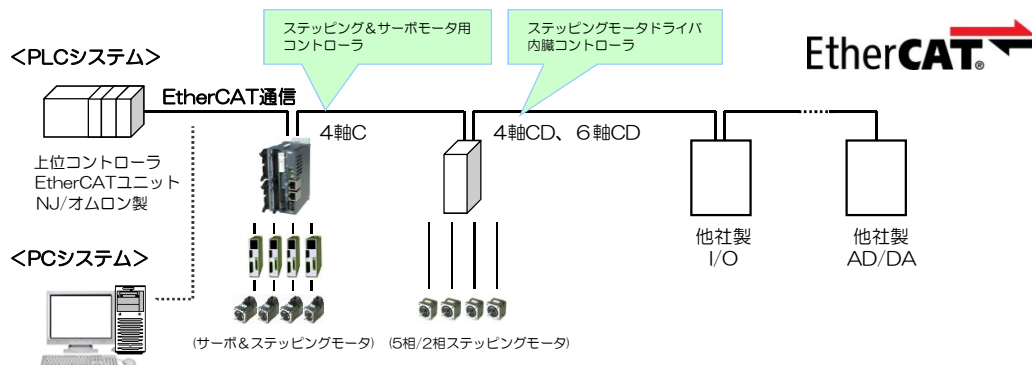 ステッピング＆サーボモータ用
コントローラ
ステッピングモータドライバ
内臓コントローラ
EtherCAT®
＜PLCシステム＞
EtherCAT通信
4軸C
4軸CD、６軸CD
上位コントローラ
EtherCATユニット
NJ/オムロン製
他社製
I/O
他社製
AD/DA
＜PCシステム＞
(サーボ＆ステッピングモータ)
(5相/2相ステッピングモータ)